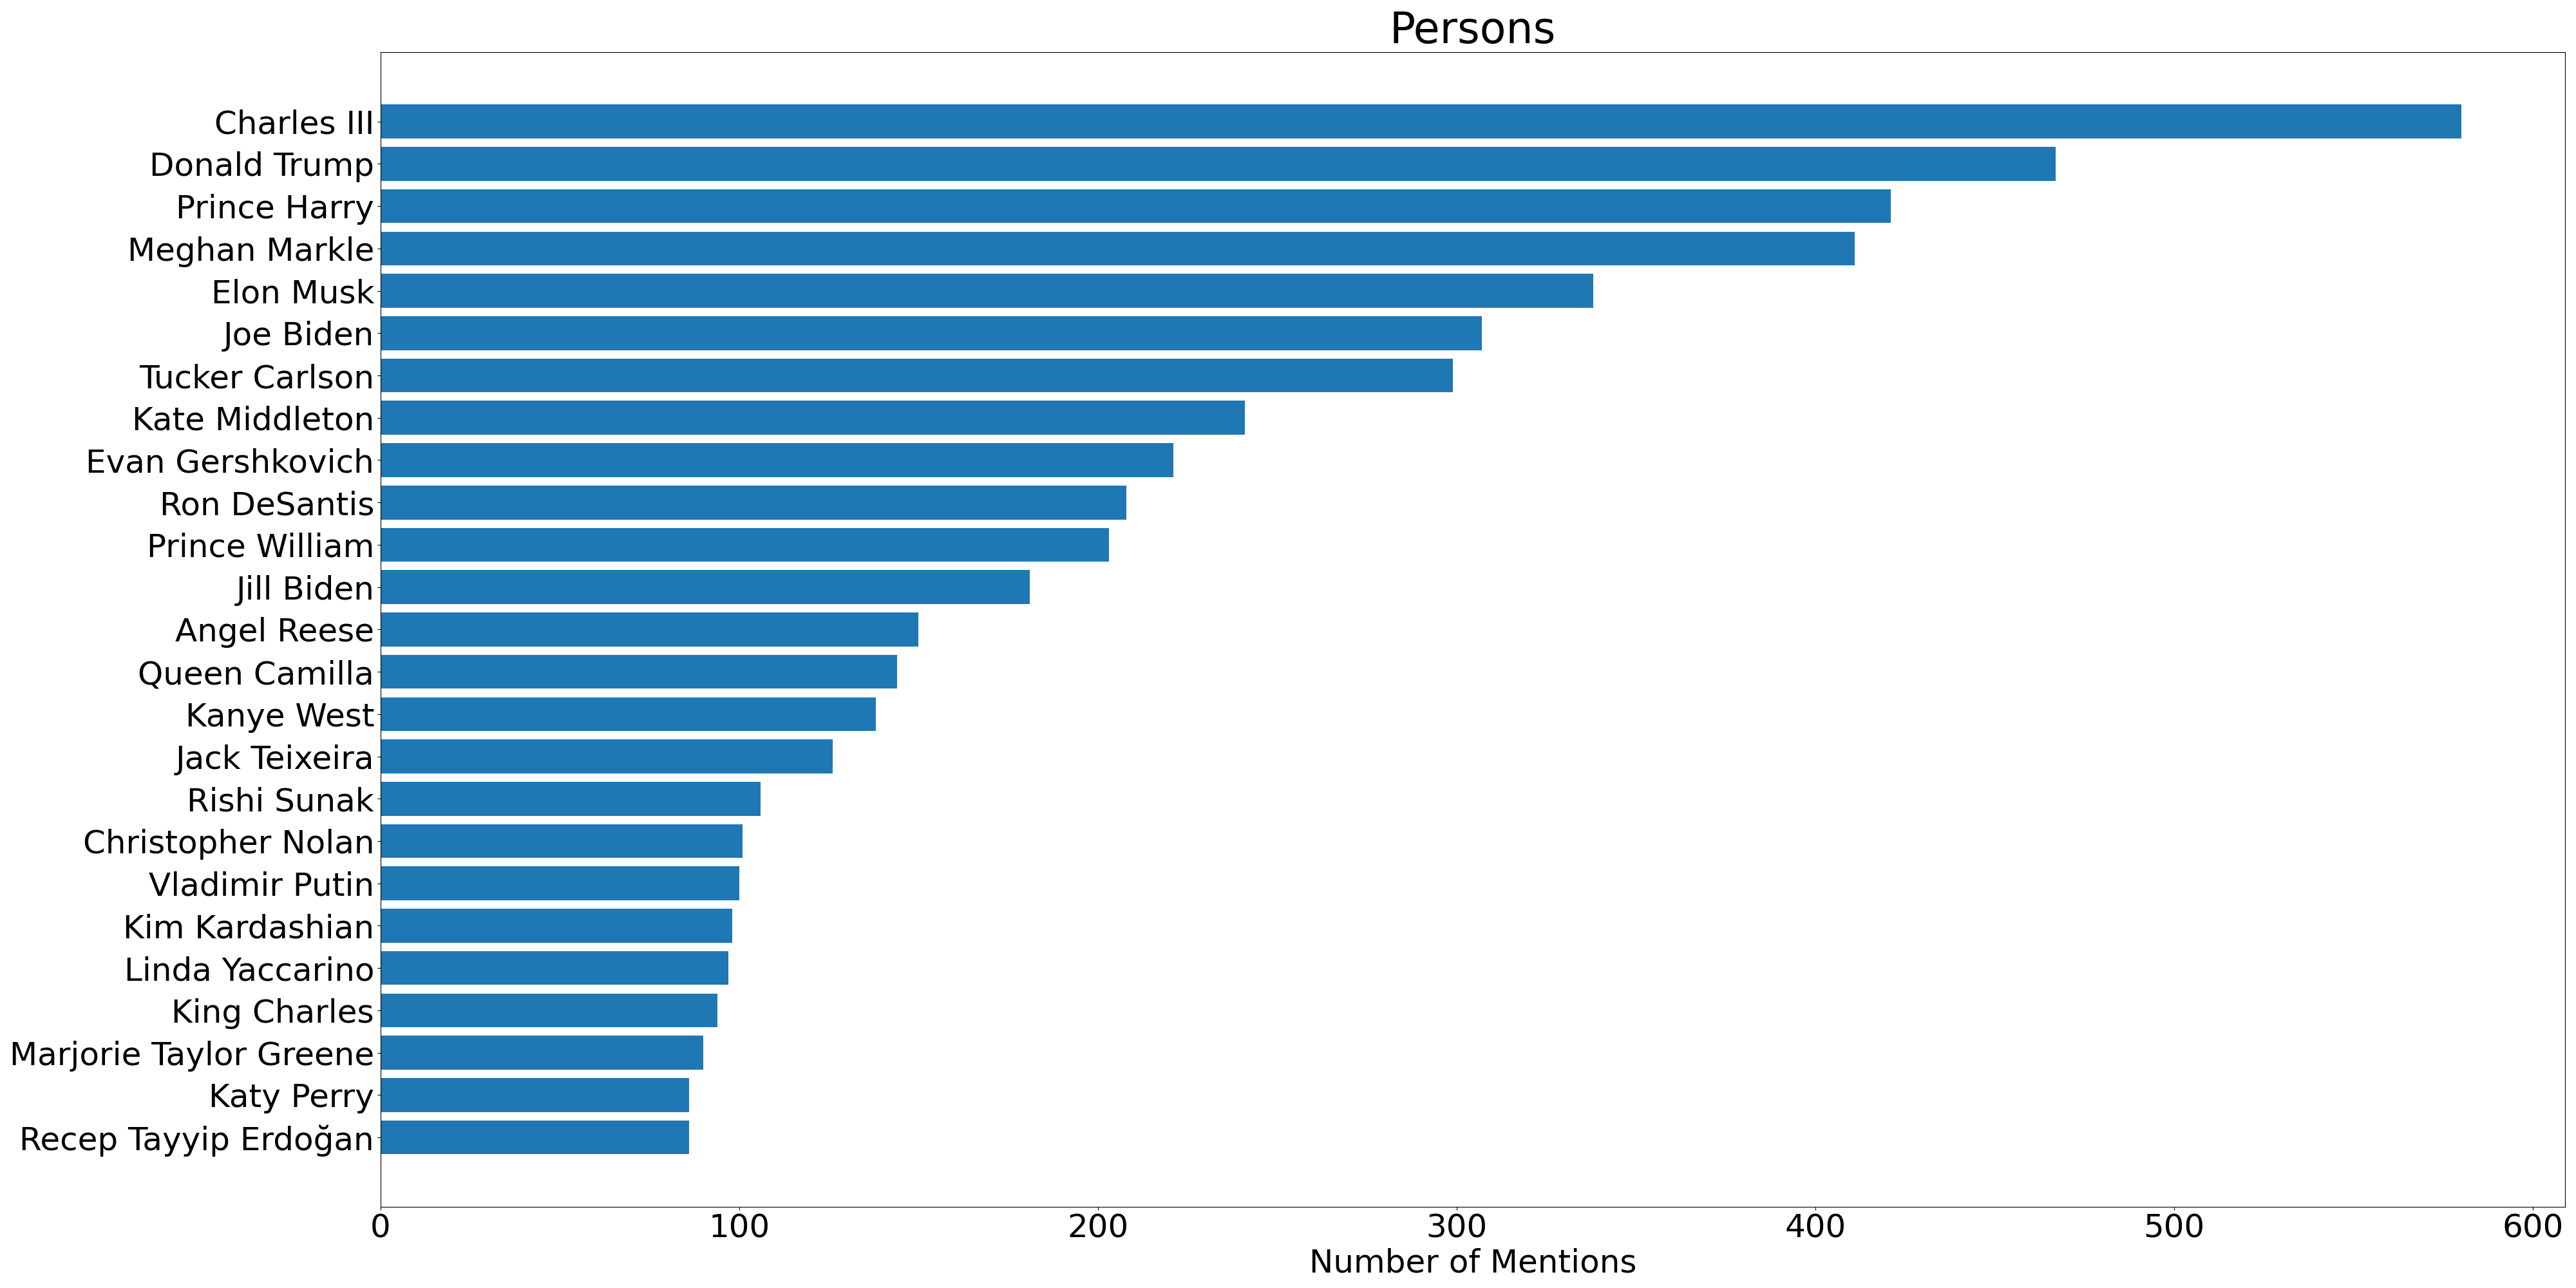 Persons
Charles III
Donald Trump
Prince Harry
Meghan Markle
Elon Musk
Joe Biden
Tucker Carlson
Kate Middleton
Evan Gershkovich
Ron DeSantis
Prince William
Jill Biden
Angel Reese
Queen Camilla
Kanye West
Jack Teixeira
Rishi Sunak
Christopher Nolan
Vladimir Putin
Kim Kardashian
Linda Yaccarino
King Charles
Marjorie Taylor Greene
Katy Perry
Recep Tayyip Erdoğan
0 100 200 300 400 500 600
Number of Mentions